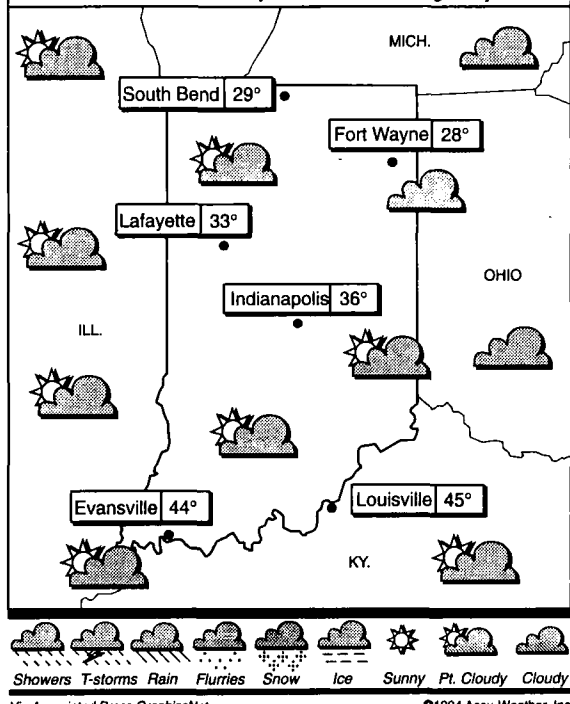 MICH.
South Bend 29°
Fort Wayne 28°
Lafayette 33°
OHIO
Indianapolis 36°
ILL.
Evansville 44°
Louisville 45°
KY.
Showers T-storms Rain Flurries Snow Ice Sunny Pt. Cloudy Cloudy
Via Associated Press GraphicsNet
©1994 Accu-Weather, Inc.